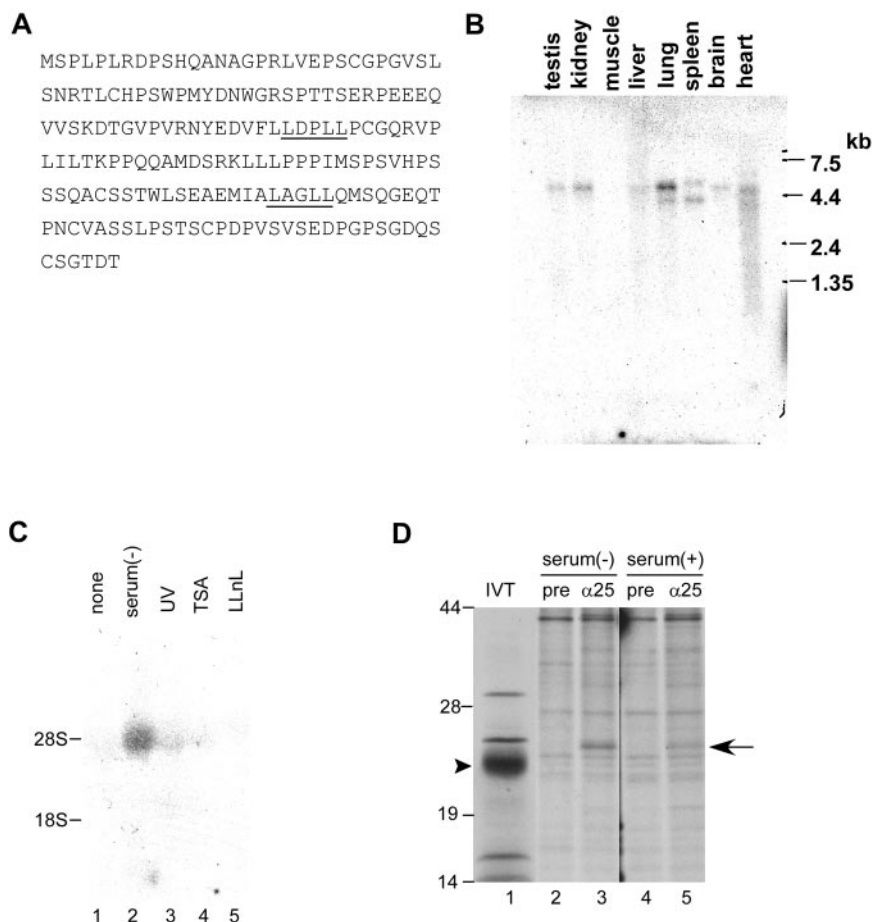 A
MSPLPLRDPSHQANAGPRLVEPSCGPGVSL
SNRTLCHPSWPMYDNWGRSPTTSERPEEEQ
VVSKDTGVPVRNYEDVFLLDPLLPCGQRVP
LILTKPPQQAMDSRKLLLPPPIMSPSVHPS
SSQACSSTWLSEAEMIALAGLLQMSQGEQT
PNCVASSLPSTSCPDPVSVSEDPGPSGDQS
CSGTDT
B
testis kidney muscle liver lung spleen brain heart
kb
7.5
4.4
2.4
1.35
C
none serum(-) UV TSA LLnL
28S
18S
1 2 3 4 5
D
serum(-) serum(+)
IVT pre α25 pre α25
44
28
19
14
1 2 3 4 5